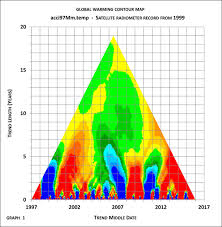 GLOBAL WARMING CONTOUR MAP
acci97Mm.temp - SATELLITE RADIOMETER RECORD FROM 1999
TREND LENGTH (YEARS)
20
15
10
5
0
1997 2002 2007 2012 2017
GRAPH. 1 TREND MIDDLE DATE